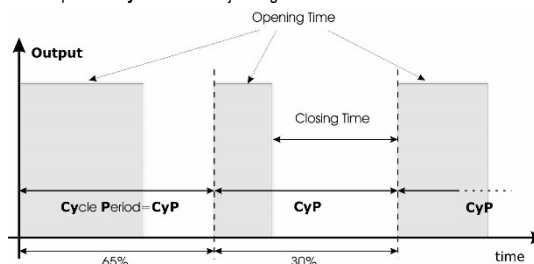 Opening Time
Output
Closing Time
Cycle Period=CyP
CyP
CyP
65%
30%
time